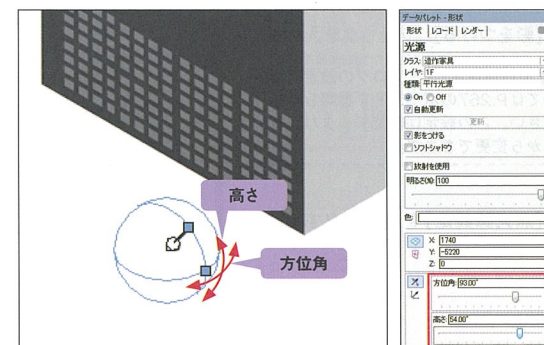 高さ
方位角
データパレット - 形状
形状 レコード レンダー
光源
クラス: 造作家具
レイヤ: 1F
種類: 平行光源
On Off
自動更新
更新
影をつける
ソフトシャドウ
放射を使用
明るさ(%): 100
色:
X: 1740
Y: -5220
Z: 0
方位角: 93.00°
高さ: 54.00°